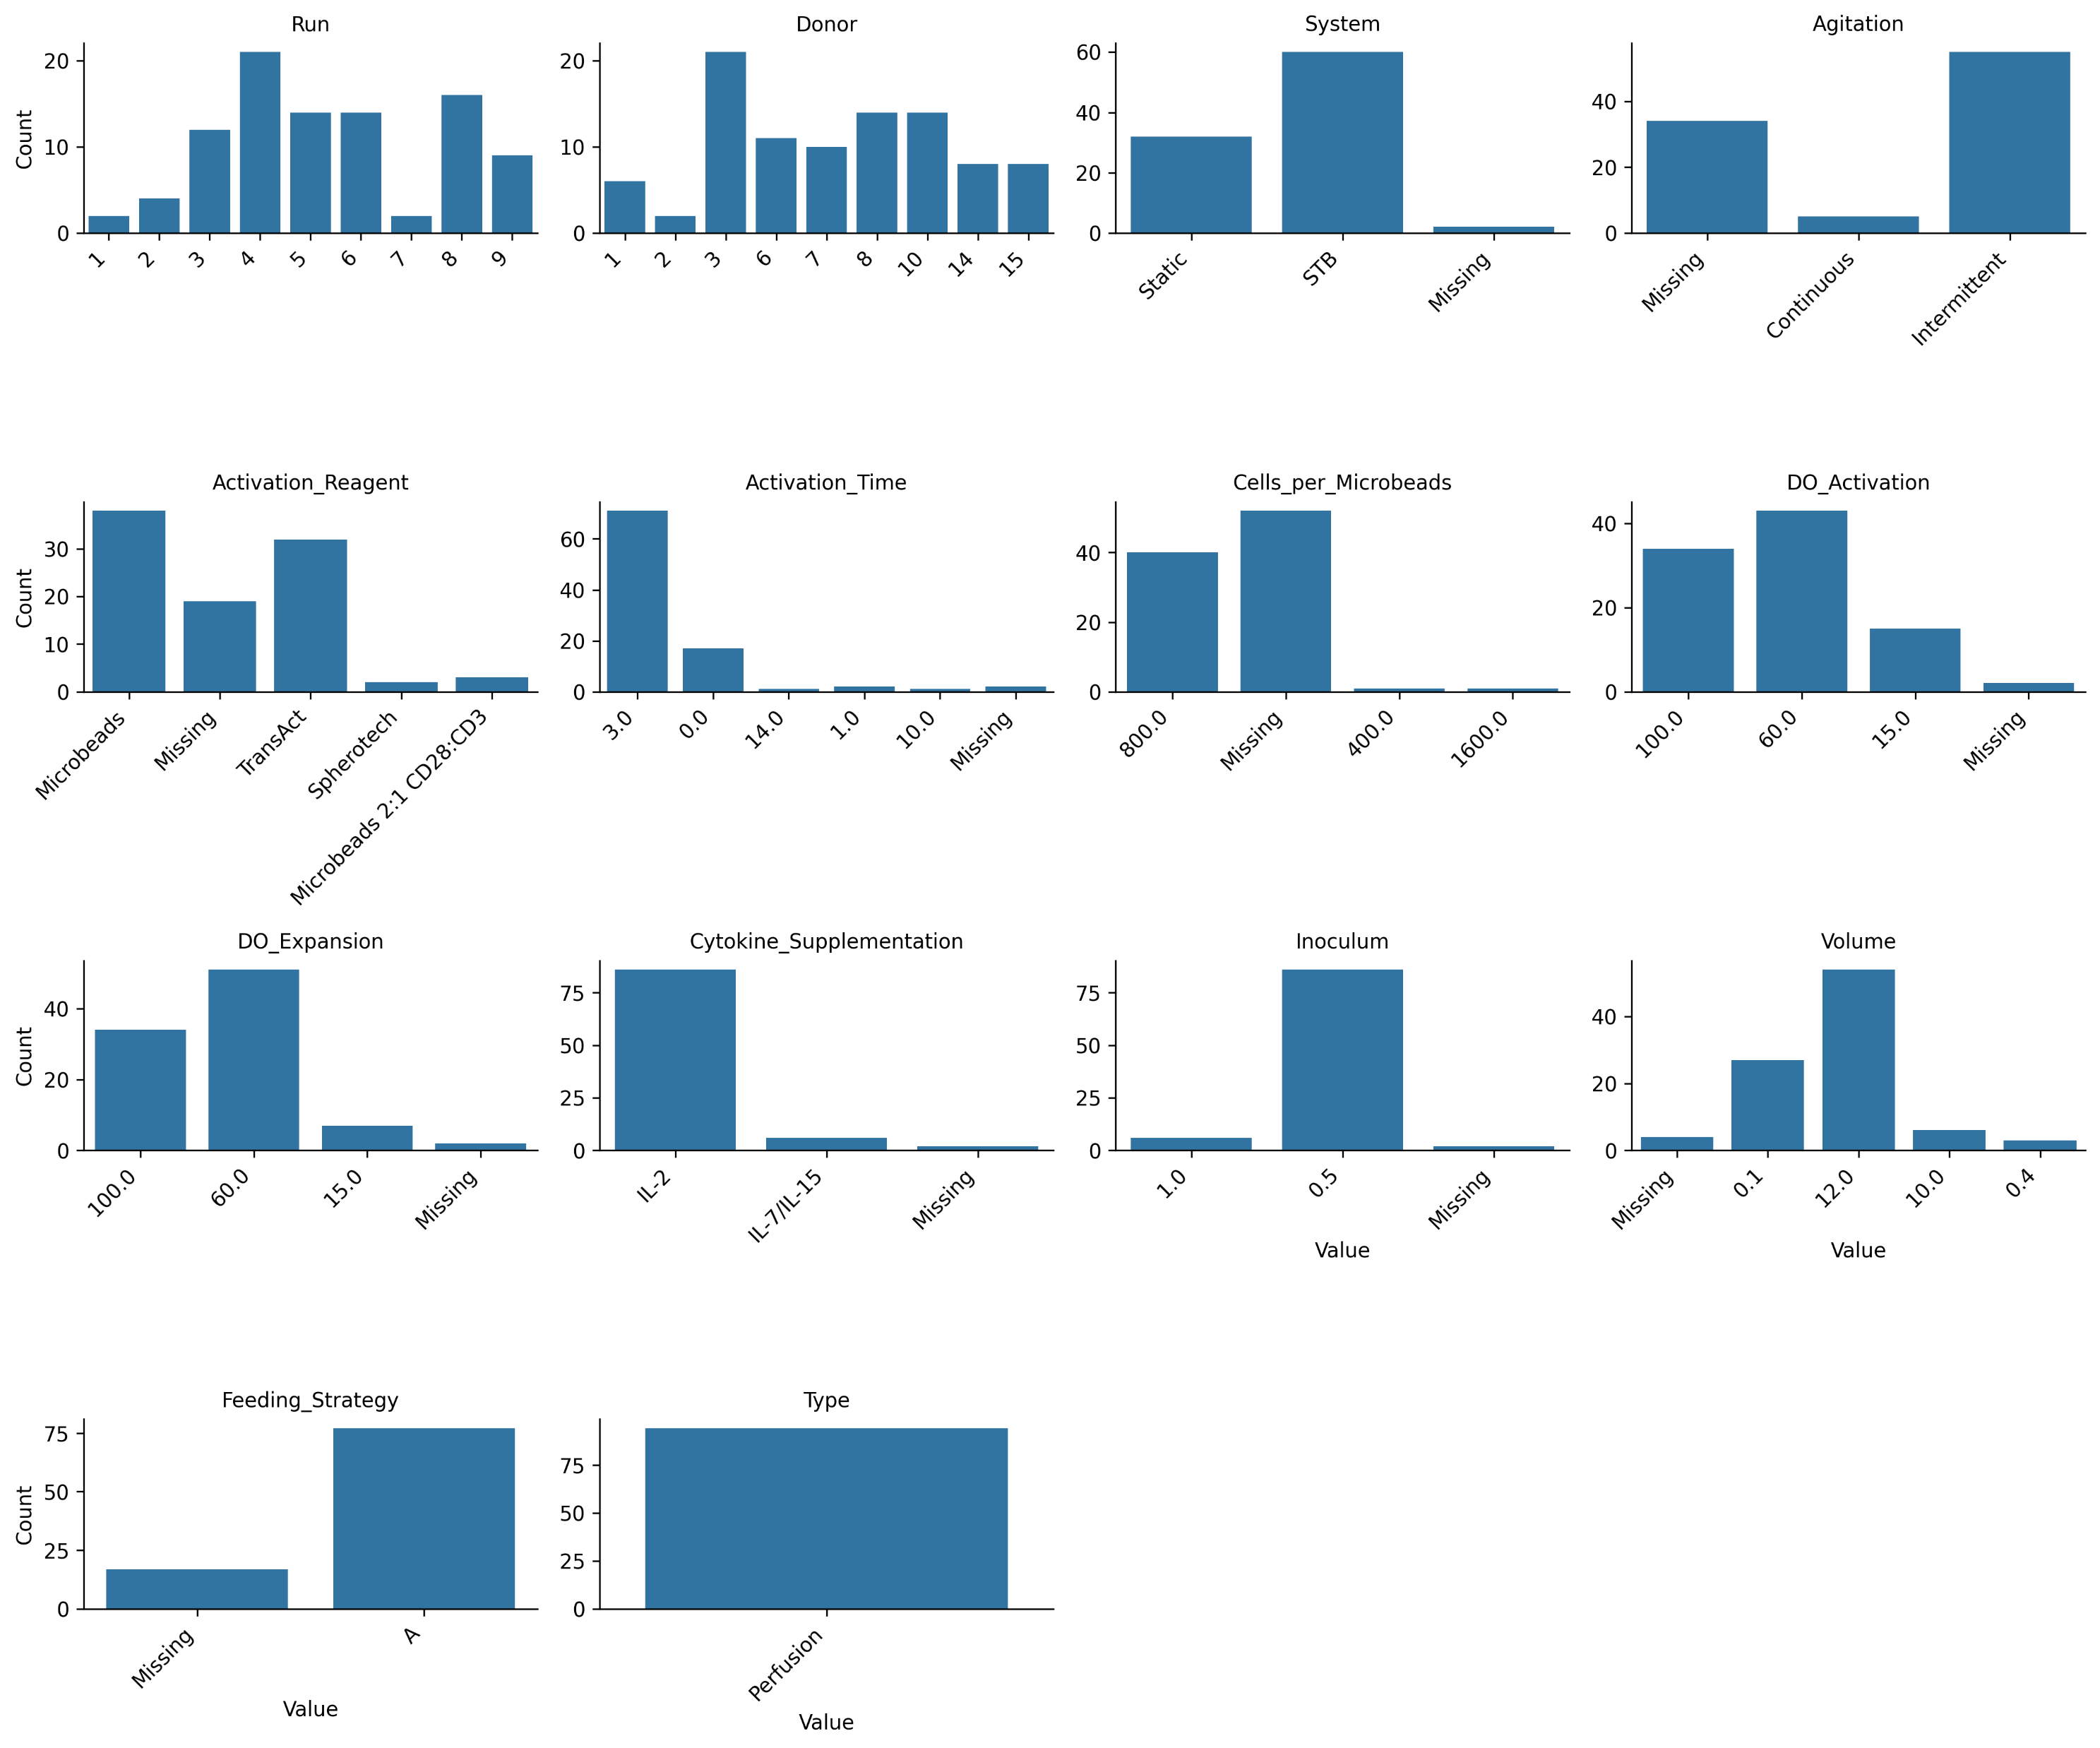 Run
Count
20
10
0
1 2 3 4 5 6 7 8 9
Donor
20
10
0
1 2 3 6 7 8 10 14 15
System
60
40
20
0
Static STB Missing
Agitation
40
20
0
Missing Continuous Intermittent
Activation_Reagent
Count
30
20
10
0
Microbeads Missing TransAct Spherotech Microbeads 2:1 CD28:CD3
Activation_Time
60
40
20
0
3.0 0.0 14.0 1.0 10.0 Missing
Cells_per_Microbeads
40
20
0
800.0 Missing 400.0 1600.0
DO_Activation
40
20
0
100.0 60.0 15.0 Missing
DO_Expansion
Count
40
20
0
100.0 60.0 15.0 Missing
Cytokine_Supplementation
75
50
25
0
IL-2 IL-7/IL-15 Missing
Inoculum
75
50
25
0
1.0 0.5 Missing
Value
Volume
40
20
0
Missing 0.1 12.0 10.0 0.4
Value
Feeding_Strategy
Count
75
50
25
0
Missing A
Value
Type
75
50
25
0
Perfusion
Value